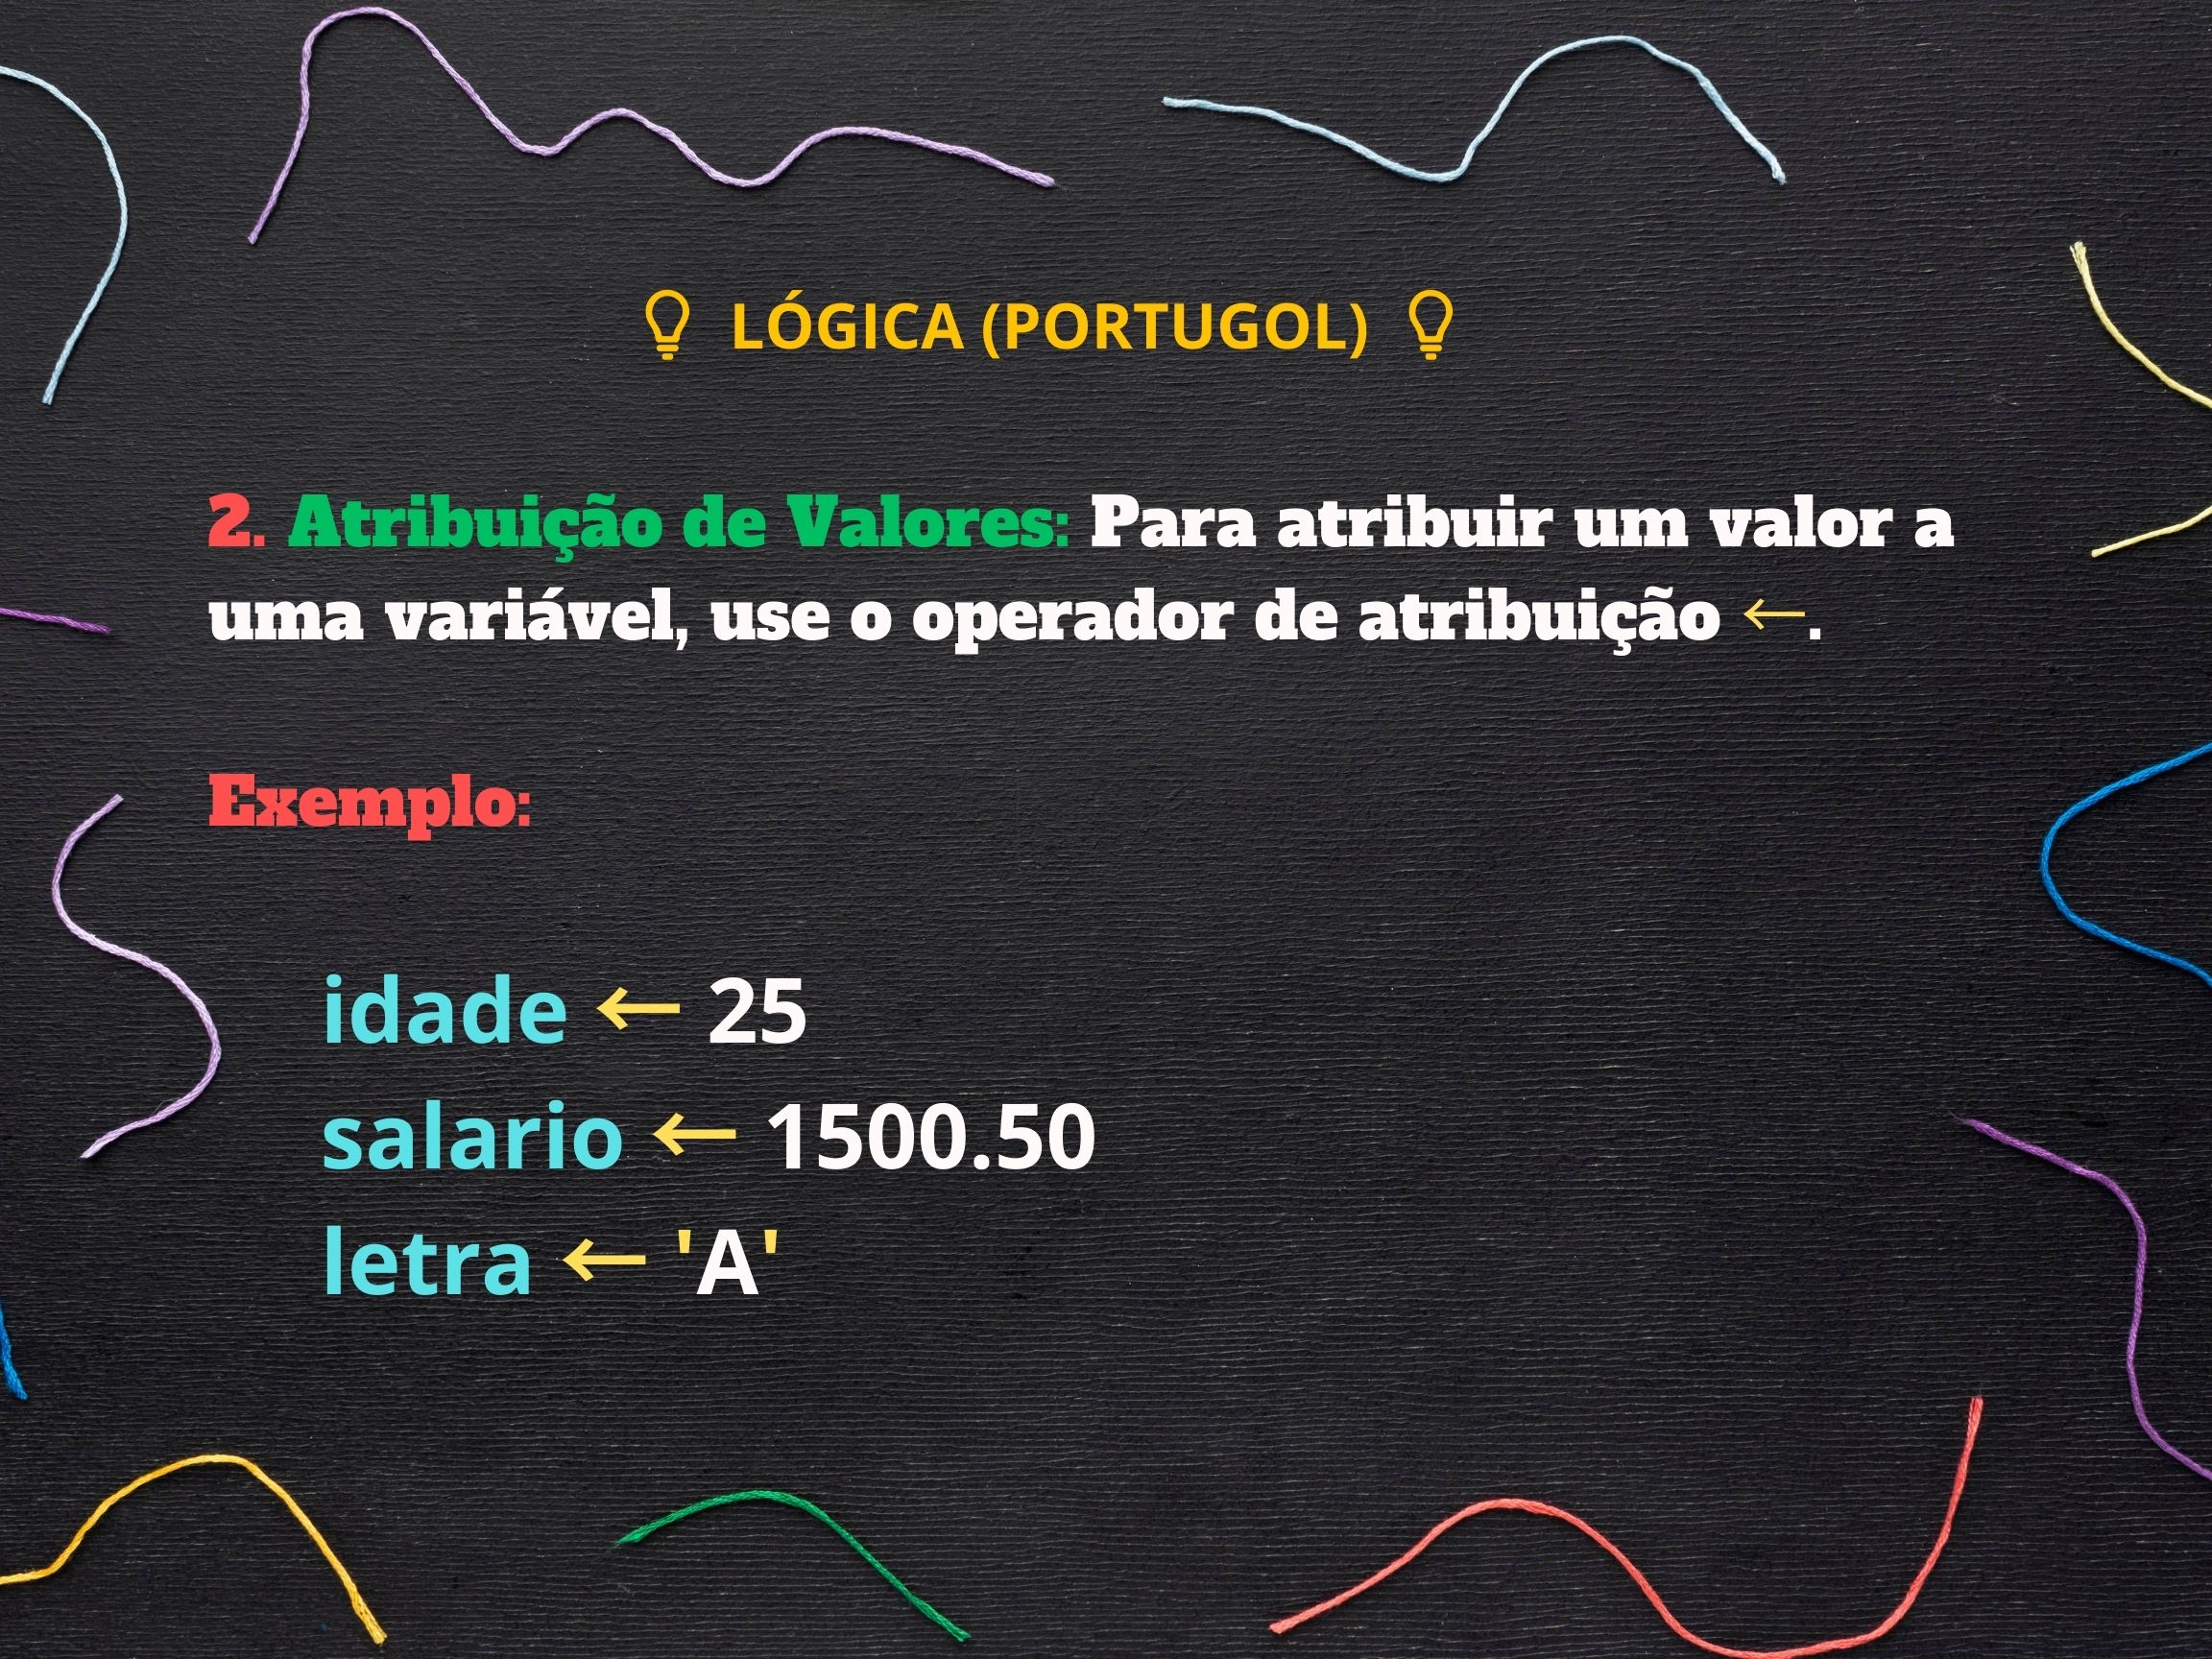 LÓGICA (PORTUGOL)
2. Atribuição de Valores: Para atribuir um valor a
uma variável, use o operador de atribuição ←.
Exemplo:
idade ← 25
salario ← 1500.50
letra ← 'A'